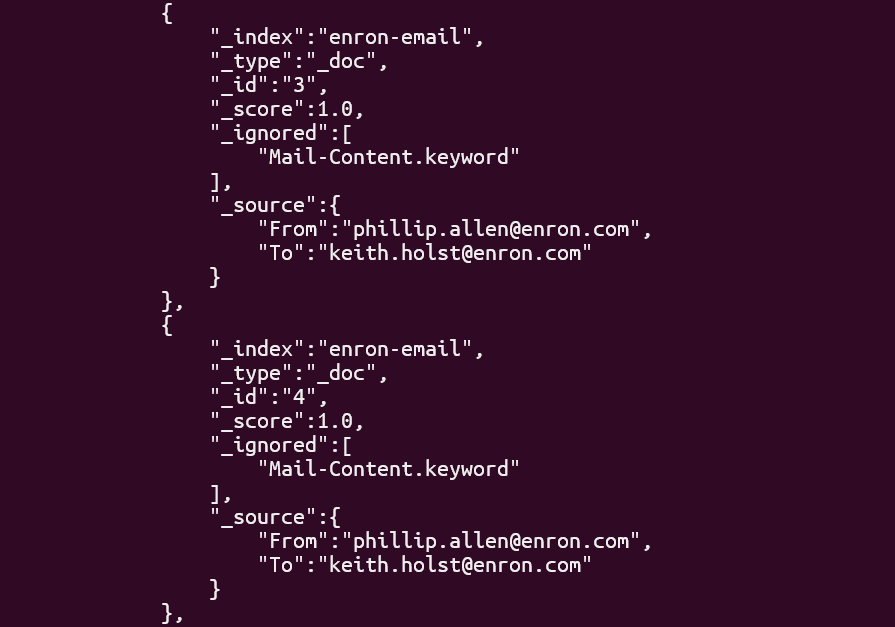 {
"_index":"enron-email",
"_type":"_doc",
"_id":"3",
"_score":1.0,
"_ignored":[
"Mail-Content.keyword"
],
"_source":{
"From":"phillip.allen@enron.com",
"To":"keith.holst@enron.com"
}
},
{
"_index":"enron-email",
"_type":"_doc",
"_id":"4",
"_score":1.0,
"_ignored":[
"Mail-Content.keyword"
],
"_source":{
"From":"phillip.allen@enron.com",
"To":"keith.holst@enron.com"
}
},